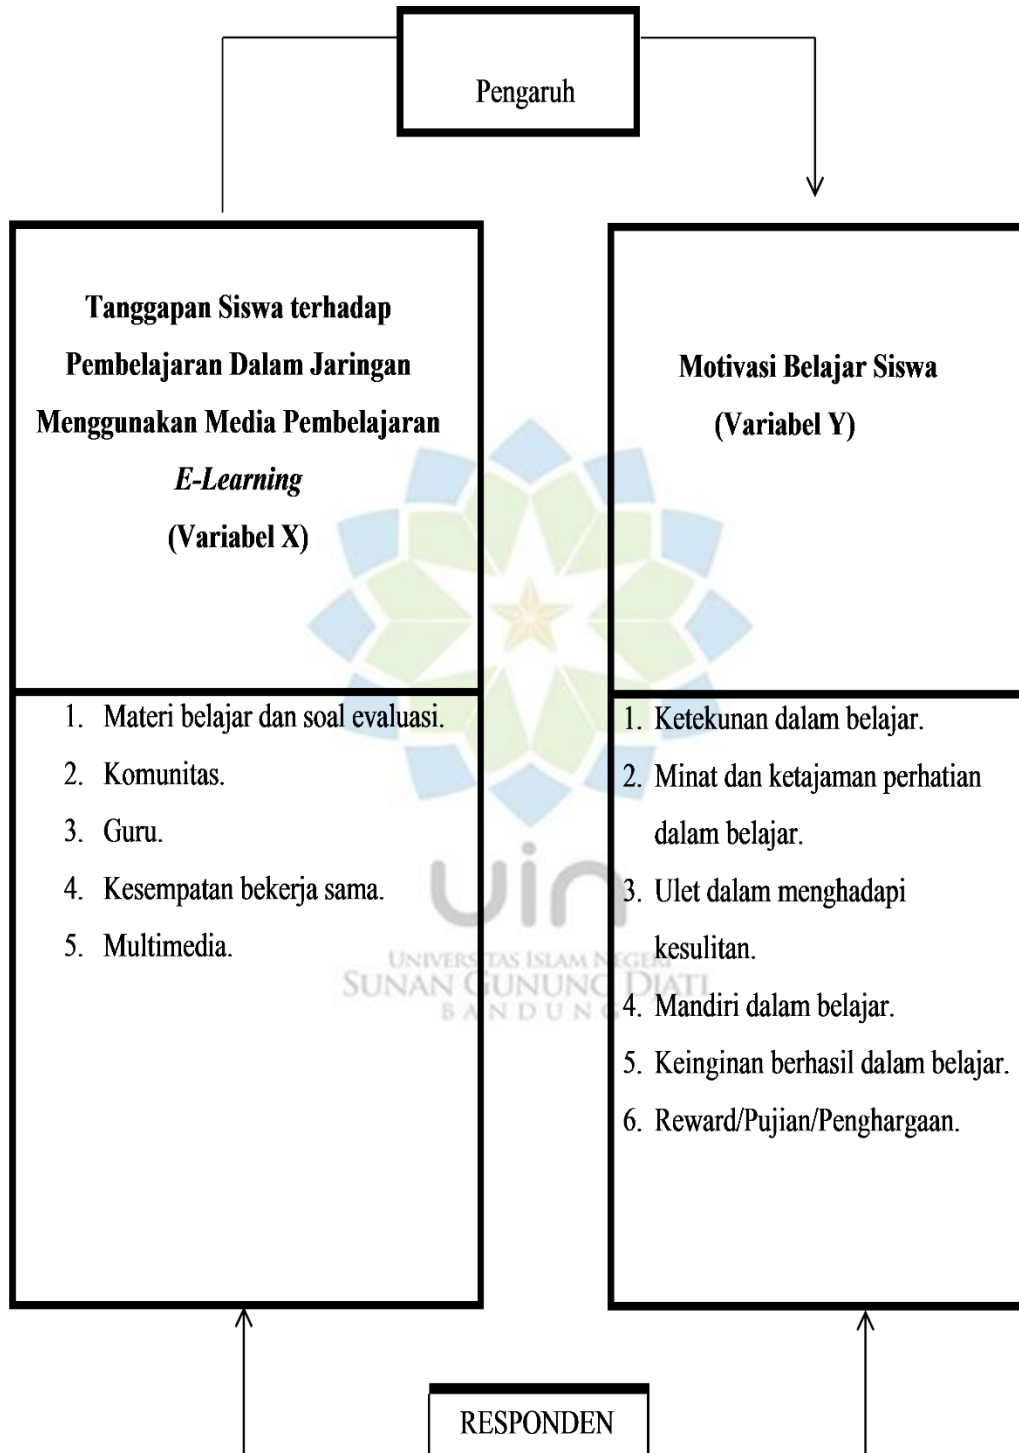 Pengaruh
Tanggapan Siswa terhadap
Pembelajaran Dalam Jaringan
Menggunakan Media Pembelajaran
E-Learning
(Variabel X)
Motivasi Belajar Siswa
(Variabel Y)
1. Materi belajar dan soal evaluasi.
2. Komunitas.
3. Guru.
4. Kesempatan bekerja sama.
5. Multimedia.
1. Ketekunan dalam belajar.
2. Minat dan ketajaman perhatian
dalam belajar.
3. Ulet dalam menghadapi
kesulitan.
4. Mandiri dalam belajar.
5. Keinginan berhasil dalam belajar.
6. Reward/Pujian/Penghargaan.
uin
UNIVERSITAS ISLAM NEGERI
SUNAN GUNUNG DJATI
BANDUNG
RESPONDEN